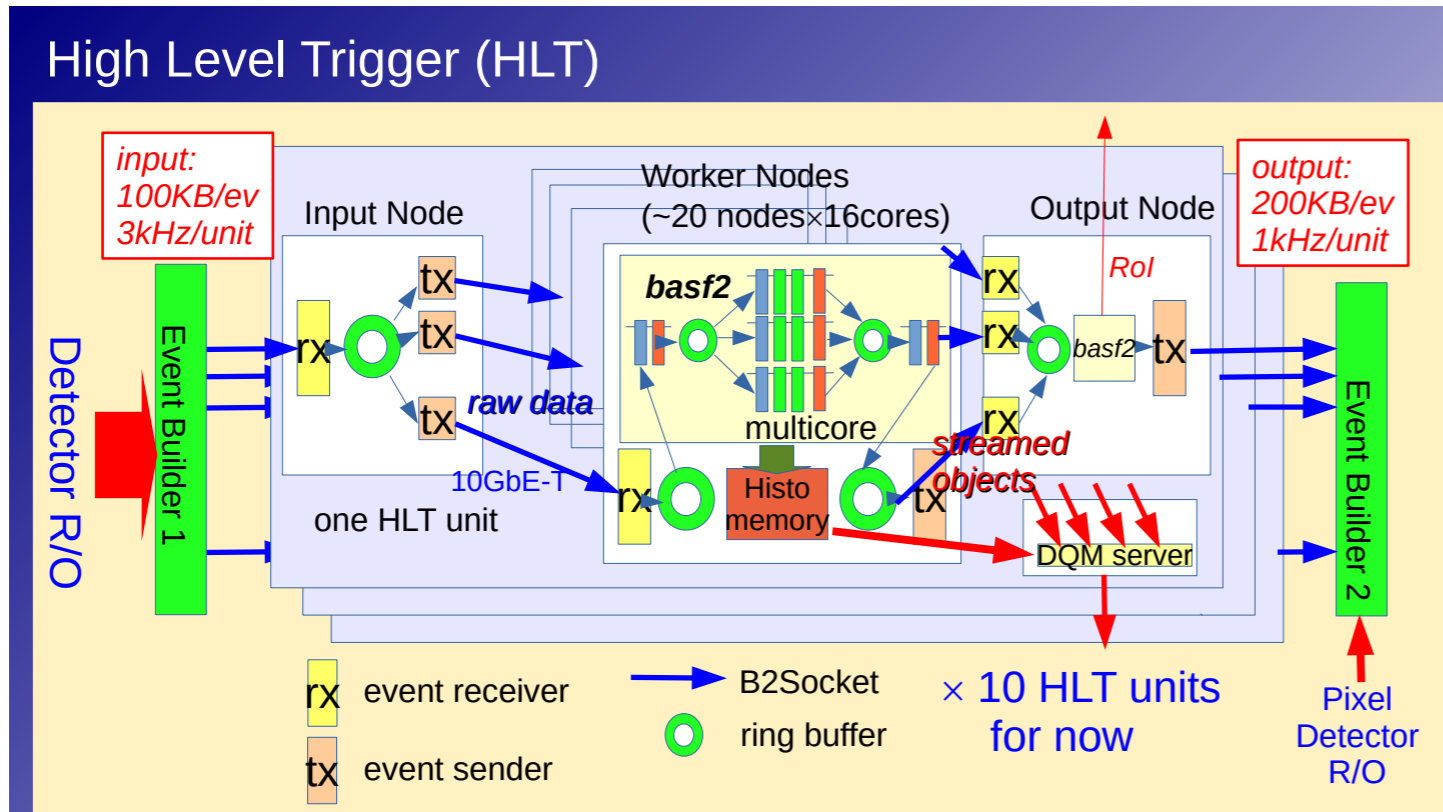 High Level Trigger (HLT)
input:
100KB/ev
3kHz/unit
Detector R/O
Event Builder 1
Input Node
rx
tx
tx
tx
raw data
10GbE-T
one HLT unit
Worker Nodes
(~20 nodes×16cores)
basf2
multicore
rx
Histo
memory
tx
streamed
objects
Output Node
rx
rx
rx
RoI
basf2
tx
DQM server
output:
200KB/ev
1kHz/unit
Event Builder 2
Pixel
Detector
R/O
rx event receiver
tx event sender
B2Socket
ring buffer
× 10 HLT units
for now